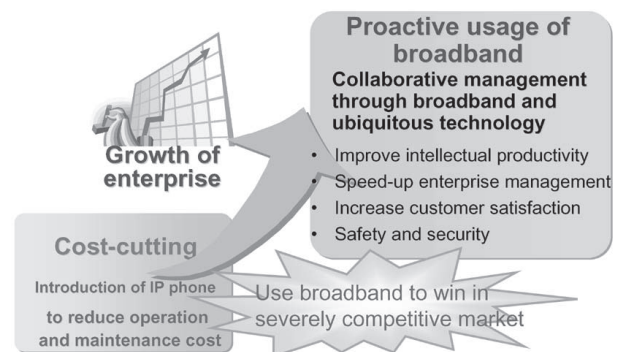 Proactive usage of
broadband
Collaborative management
through broadband and
ubiquitous technology
• Improve intellectual productivity
• Speed-up enterprise management
• Increase customer satisfaction
• Safety and security
Growth of
enterprise
Cost-cutting
Introduction of IP phone
to reduce operation
and maintenance cost
Use broadband to win in
severely competitive market